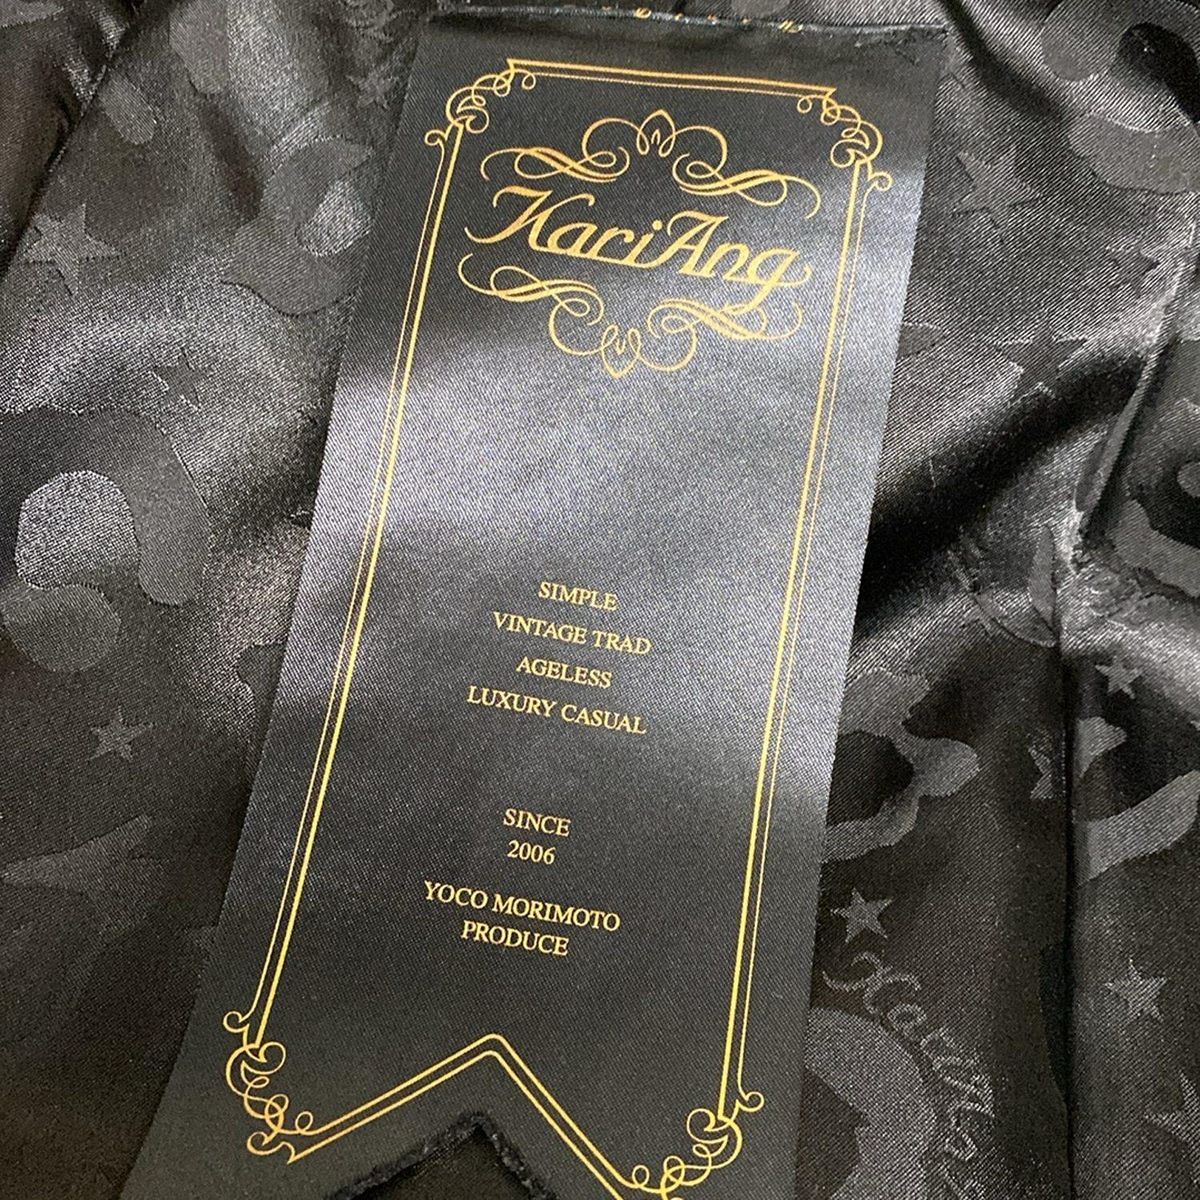 KariAng
SIMPLE
VINTAGE TRAD
AGELESS
LUXURY CASUAL
SINCE
2006
YOCO MORIMOTO
PRODUCE